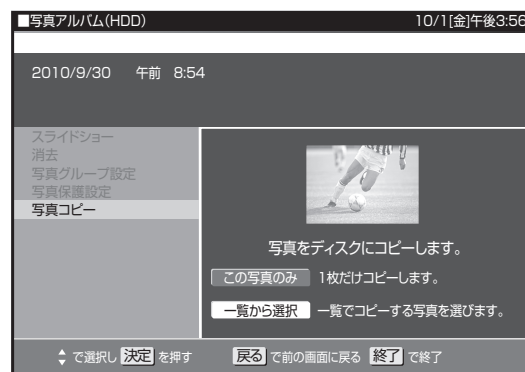 ■写真アルバム(HDD) 10/1[金]午後3:56
2010/9/30 午前 8:54
スライドショー
消去
写真グループ設定
写真保護設定
写真コピー
写真をディスクにコピーします。
この写真のみ 1枚だけコピーします。
一覧から選択 一覧でコピーする写真を選びます。
で選択し 決定 を押す 戻る で前の画面に戻る 終了 で終了